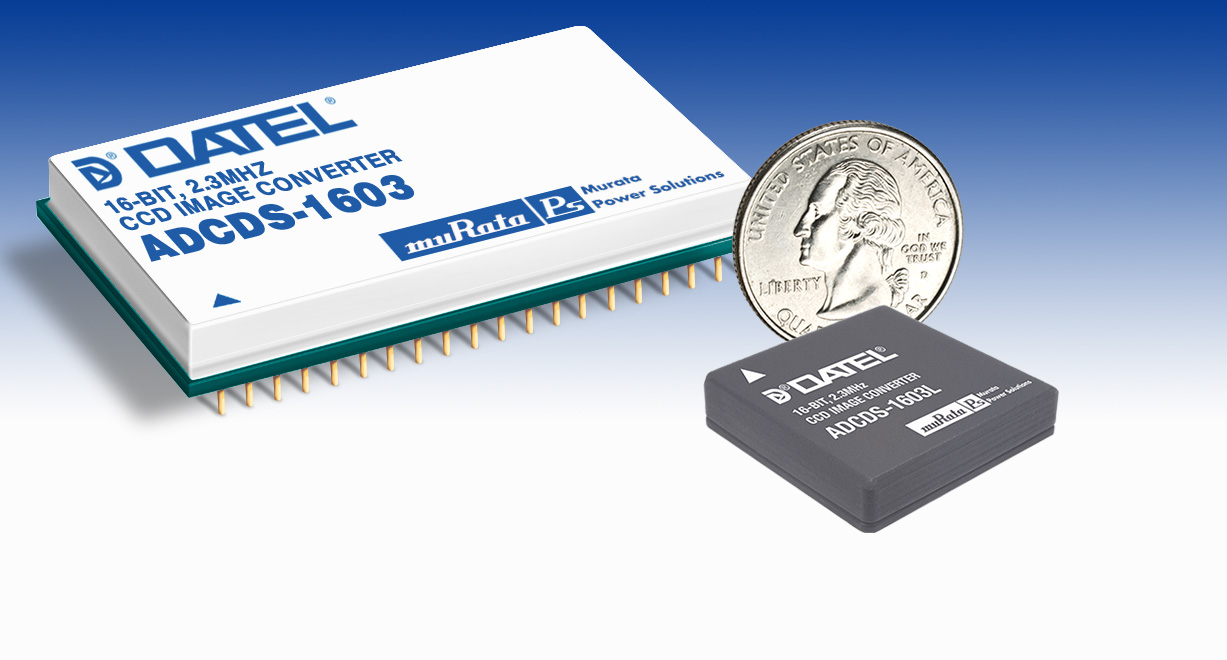 DATEL®
16-BIT, 2.3MHZ
CCD IMAGE CONVERTER
ADCDS-1603
muRata Ps Murata
Power Solutions
UNITED STATES OF AMERICA
IN
GOD WE
TRUST
D
LIBERTY
DATEL®
16-BIT, 2.3MHz
CCD IMAGE CONVERTER
ADCDS-1603L
muRata Ps Murata
Power Solutions